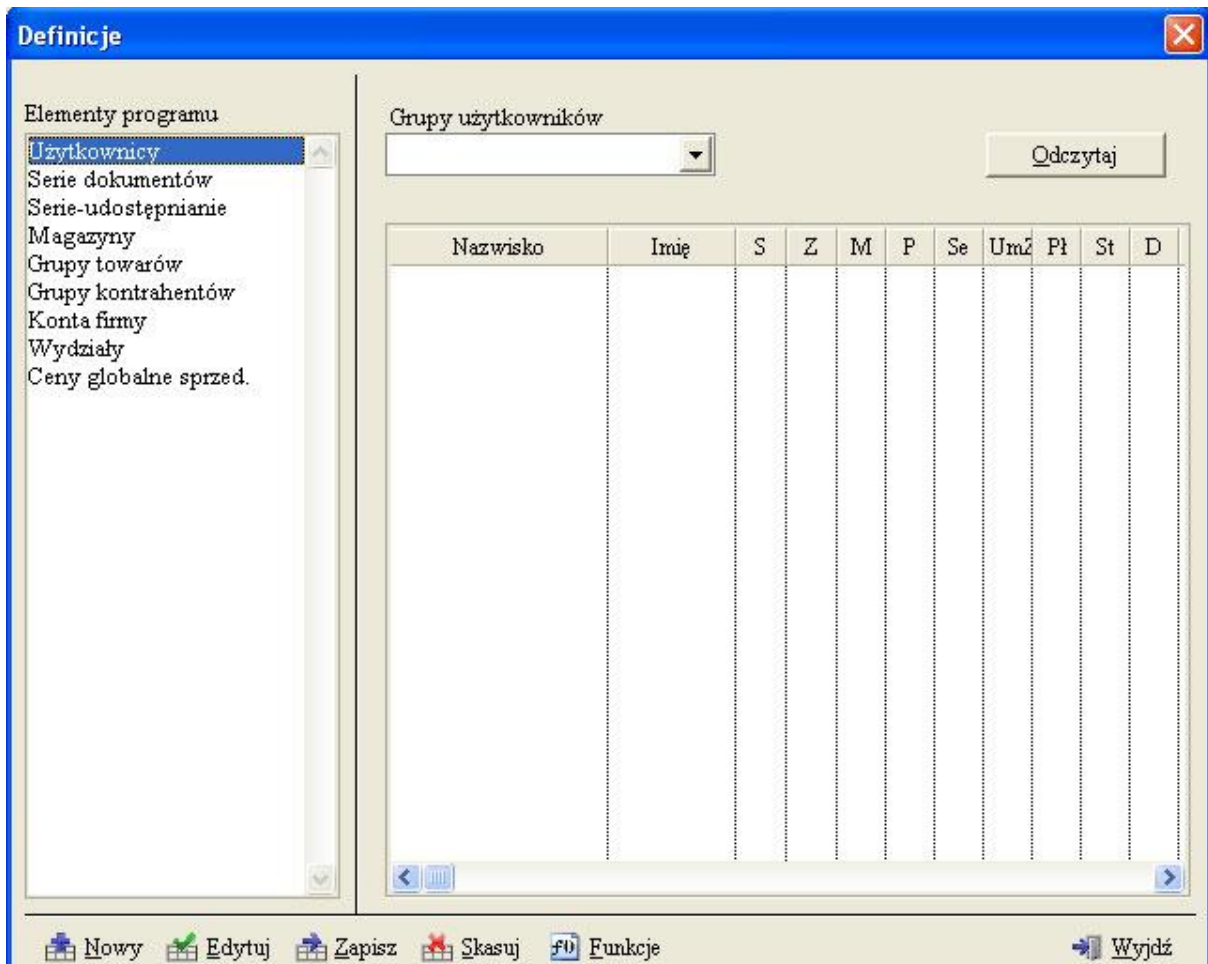 Definicje
Elementy programu
Użytkownicy
Serie dokumentów
Serie-udostępnianie
Magazyny
Grupy towarów
Grupy kontrahentów
Konta firmy
Wydziały
Ceny globalne sprzed.
Grupy użytkowników
Odczytaj
Nazwisko Imię S Z M P Se UmZ Pł St D
Nowy Edytuj Zapisz Skasuj f() Funkcje Wyjdź